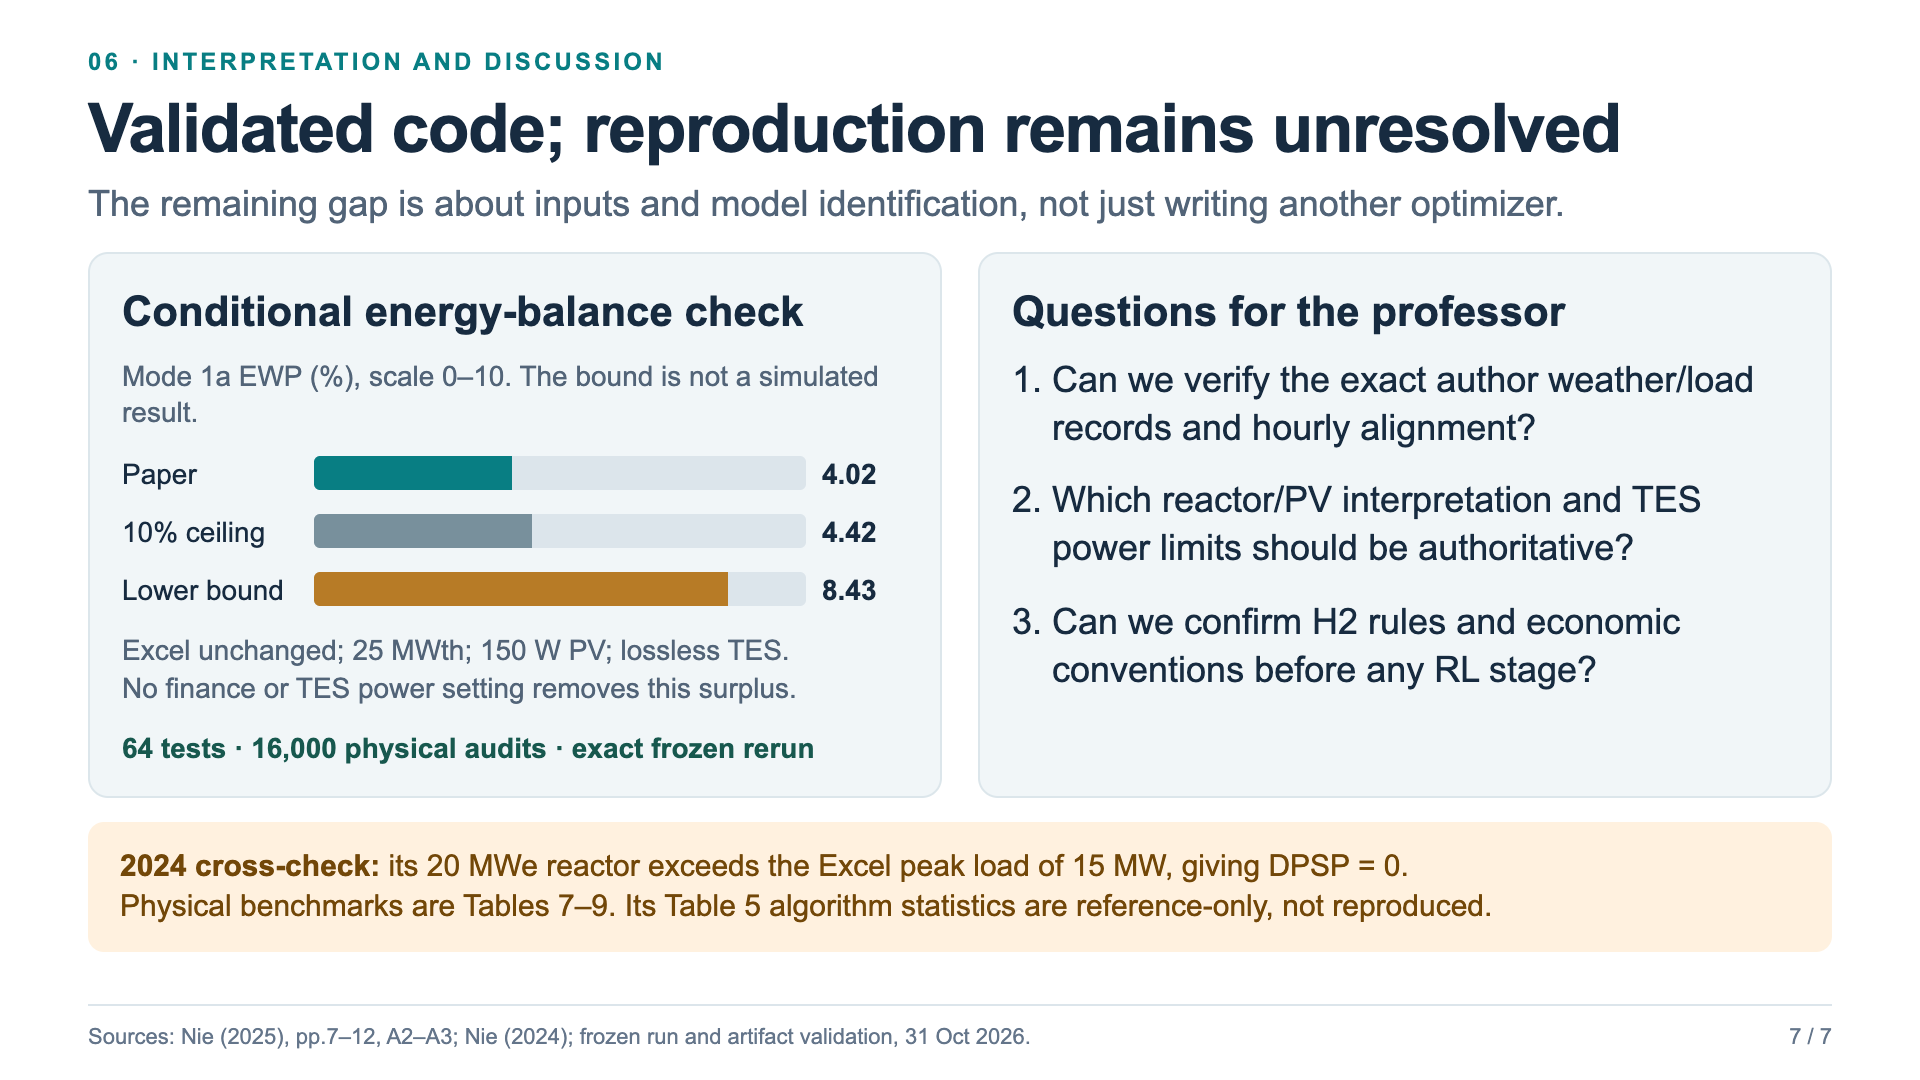 06 · INTERPRETATION AND DISCUSSION
Validated code; reproduction remains unresolved
The remaining gap is about inputs and model identification, not just writing another optimizer.
Conditional energy-balance check
Mode 1a EWP (%), scale 0–10. The bound is not a simulated
result.
Paper 4.02
10% ceiling 4.42
Lower bound 8.43
Excel unchanged; 25 MWth; 150 W PV; lossless TES.
No finance or TES power setting removes this surplus.
64 tests · 16,000 physical audits · exact frozen rerun
Questions for the professor
1. Can we verify the exact author weather/load
records and hourly alignment?
2. Which reactor/PV interpretation and TES
power limits should be authoritative?
3. Can we confirm H2 rules and economic
conventions before any RL stage?
2024 cross-check: its 20 MWe reactor exceeds the Excel peak load of 15 MW, giving DPSP = 0.
Physical benchmarks are Tables 7–9. Its Table 5 algorithm statistics are reference-only, not reproduced.
Sources: Nie (2025), pp.7–12, A2–A3; Nie (2024); frozen run and artifact validation, 31 Oct 2026.
7 / 7